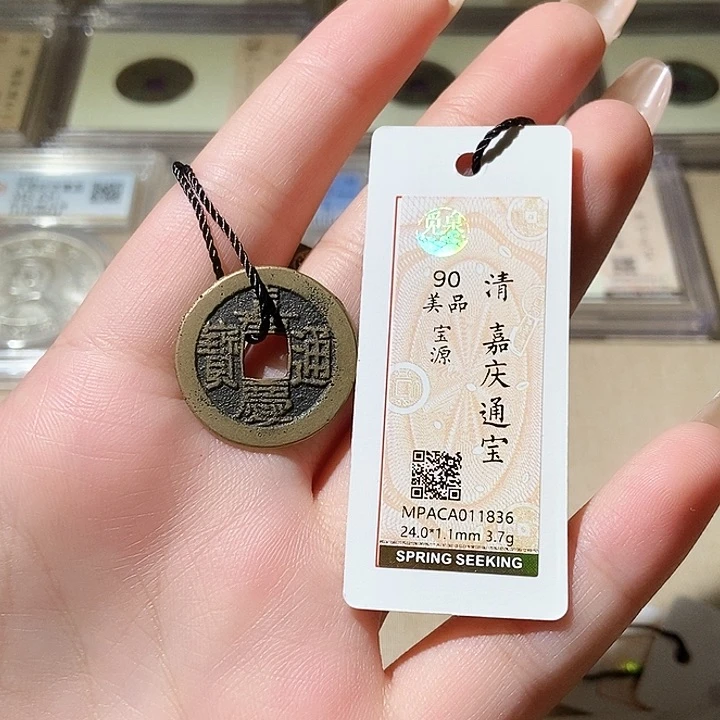 嘉慶通寶
觅泉
90
美品
宝源
清 嘉庆通宝
MPACA011836
24.0*1.1mm 3.7g
SPRING SEEKING